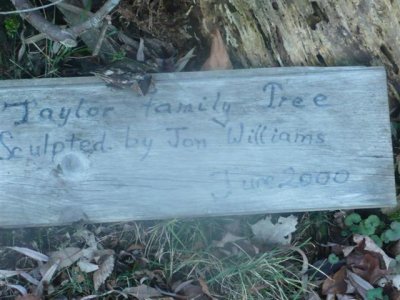 Taylor family Tree
Sculpted by Jon Williams
June 2000